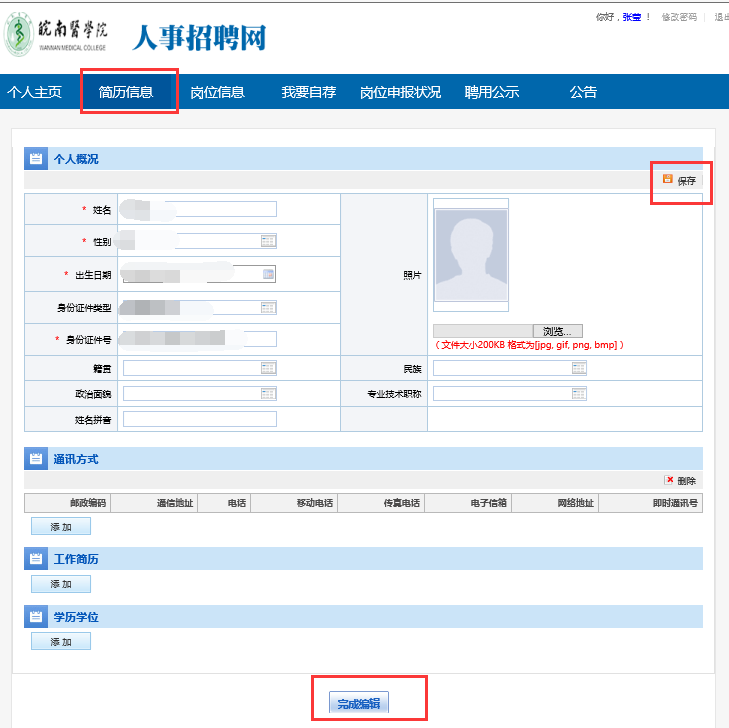 皖南醫學院
WANNAN MEDICAL COLLEGE
人事招聘网
你好，张莹 ！ 修改密码 | 退出
个人主页 简历信息 岗位信息 我要自荐 岗位申报状况 聘用公示 公告
个人概况
保存
* 姓名
* 性别
* 出生日期
身份证件类型
* 身份证件号
照片
浏览...
（文件大小200KB 格式为[jpg, gif, png, bmp] ）
籍贯 民族
政治面貌 专业技术职称
姓名拼音
通讯方式
删除
邮政编码 通信地址 电话 移动电话 传真电话 电子信箱 网络地址 即时通讯号
添 加
工作简历
添 加
学历学位
添 加
完成编辑